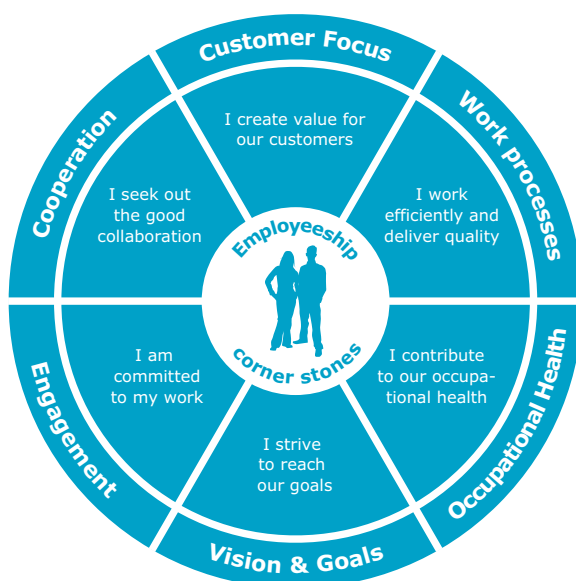 Customer Focus
I create value for
our customers
Work processes
I work
efficiently and
deliver quality
Occupational Health
I contribute
to our occupa-
tional health
Vision & Goals
I strive
to reach
our goals
Engagement
I am
committed
to my work
Cooperation
I seek out
the good
collaboration
Employeeship
corner stones